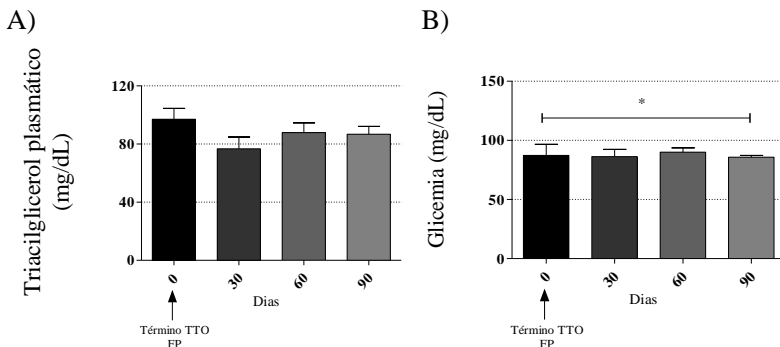 A)
Triacilglicerol plasmático
(mg/dL)
120
80
40
0
0
30
60
90
Dias
Término TTO
FP
B)
Glicemia (mg/dL)
150
100
50
0
*
0
30
60
90
Dias
Término TTO
FP